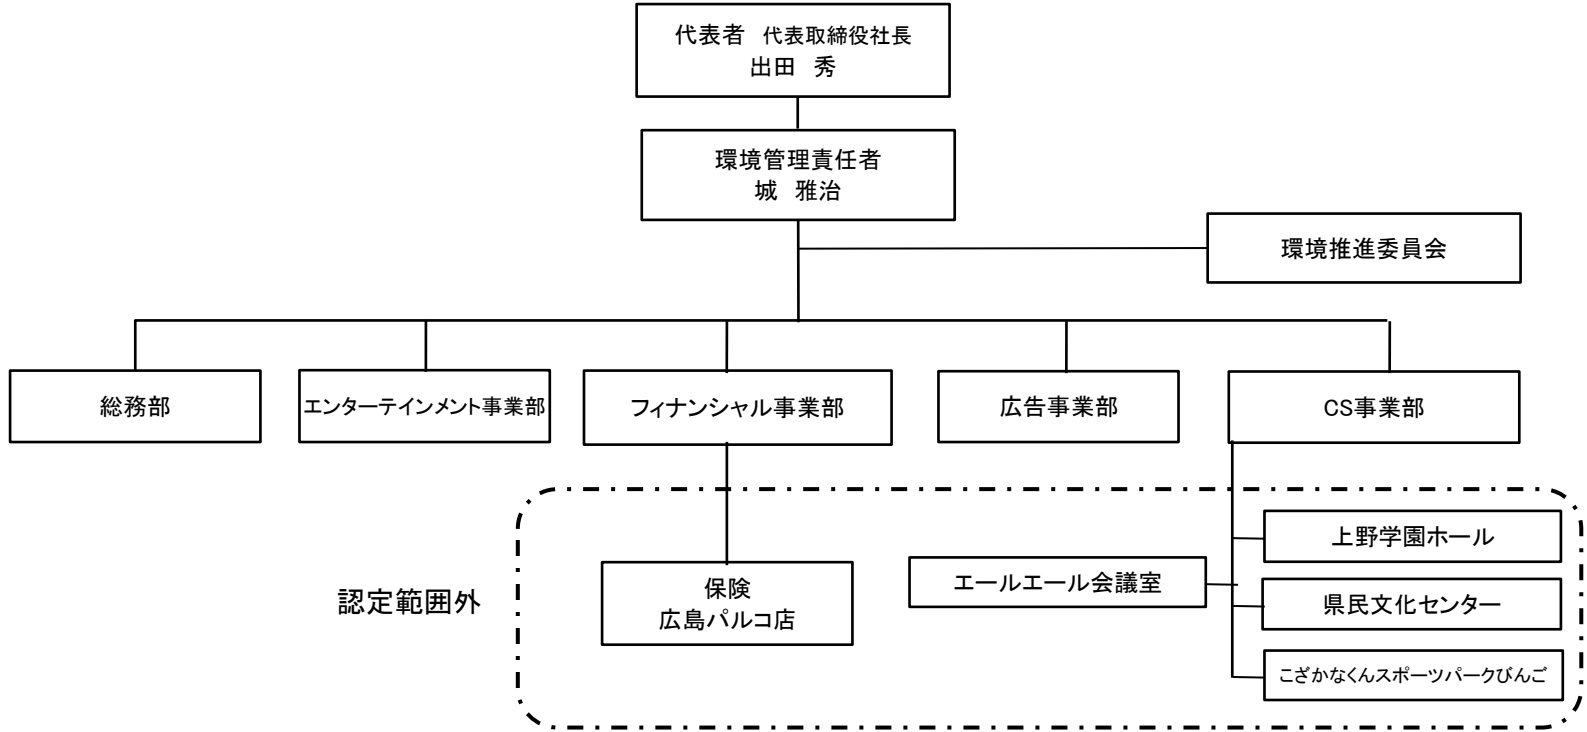 代表者 代表取締役社長
出田 秀
環境管理責任者
城 雅治
環境推進委員会
総務部
エンターテインメント事業部
フィナンシャル事業部
広告事業部
CS事業部
認定範囲外
保険
広島パルコ店
エールエール会議室
上野学園ホール
県民文化センター
こざかなくんスポーツパークびんご